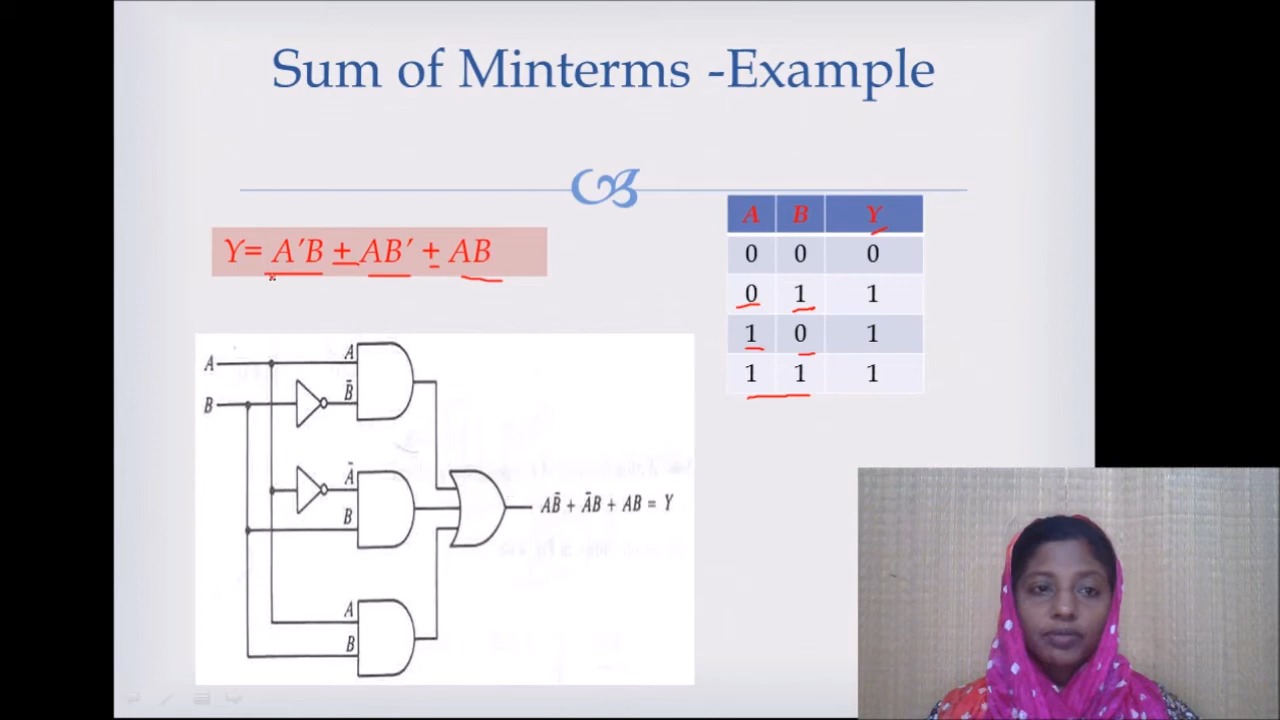 Sum of Minterms -Example
Y= A′B + AB′ + AB
A B Y
0 0 0
0 1 1
1 0 1
1 1 1
A
A
B̄
B
Ā
B
AB̄ + ĀB + AB = Y
A
B